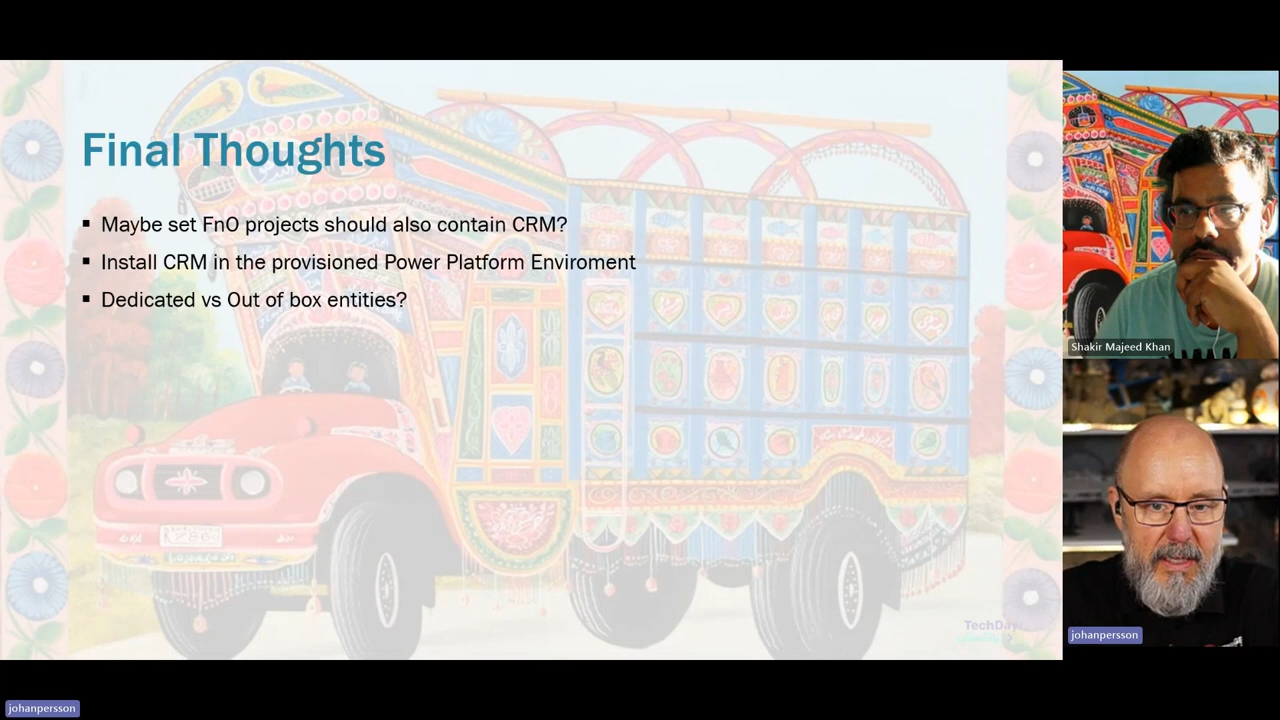 Final Thoughts
Maybe set FnO projects should also contain CRM?
Install CRM in the provisioned Power Platform Enviroment
Dedicated vs Out of box entities?
TechDay
Shakir Majeed Khan
johanpersson
johanpersson